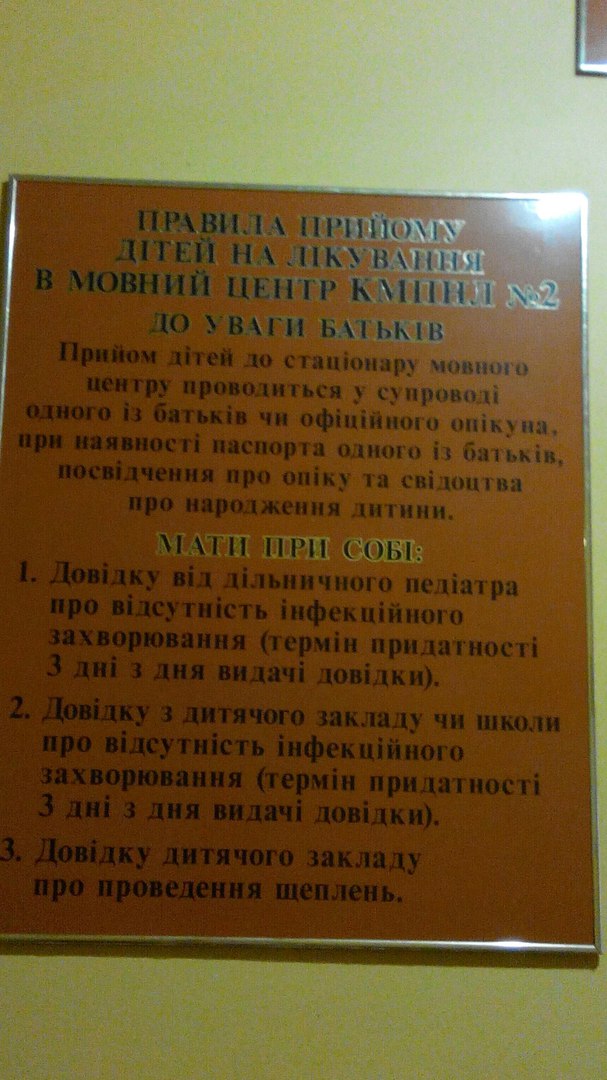 ПРАВИЛА ПРИЙОМУ
ДІТЕЙ НА ЛІКУВАННЯ
В МОВНИЙ ЦЕНТР КМПНЛ №2
ДО УВАГИ БАТЬКІВ
Прийом дітей до стаціонару мовного
центру проводиться у супроводі
одного із батьків чи офіційного опікуна,
при наявності паспорта одного із батьків,
посвідчення про опіку та свідоцтва
про народження дитини.
МАТИ ПРИ СОБІ:
1. Довідку від дільничного педіатра
про відсутність інфекційного
захворювання (термін придатності
3 дні з дня видачі довідки).
2. Довідку з дитячого закладу чи школи
про відсутність інфекційного
захворювання (термін придатності
3 дні з дня видачі довідки).
3. Довідку дитячого закладу
про проведення щеплень.